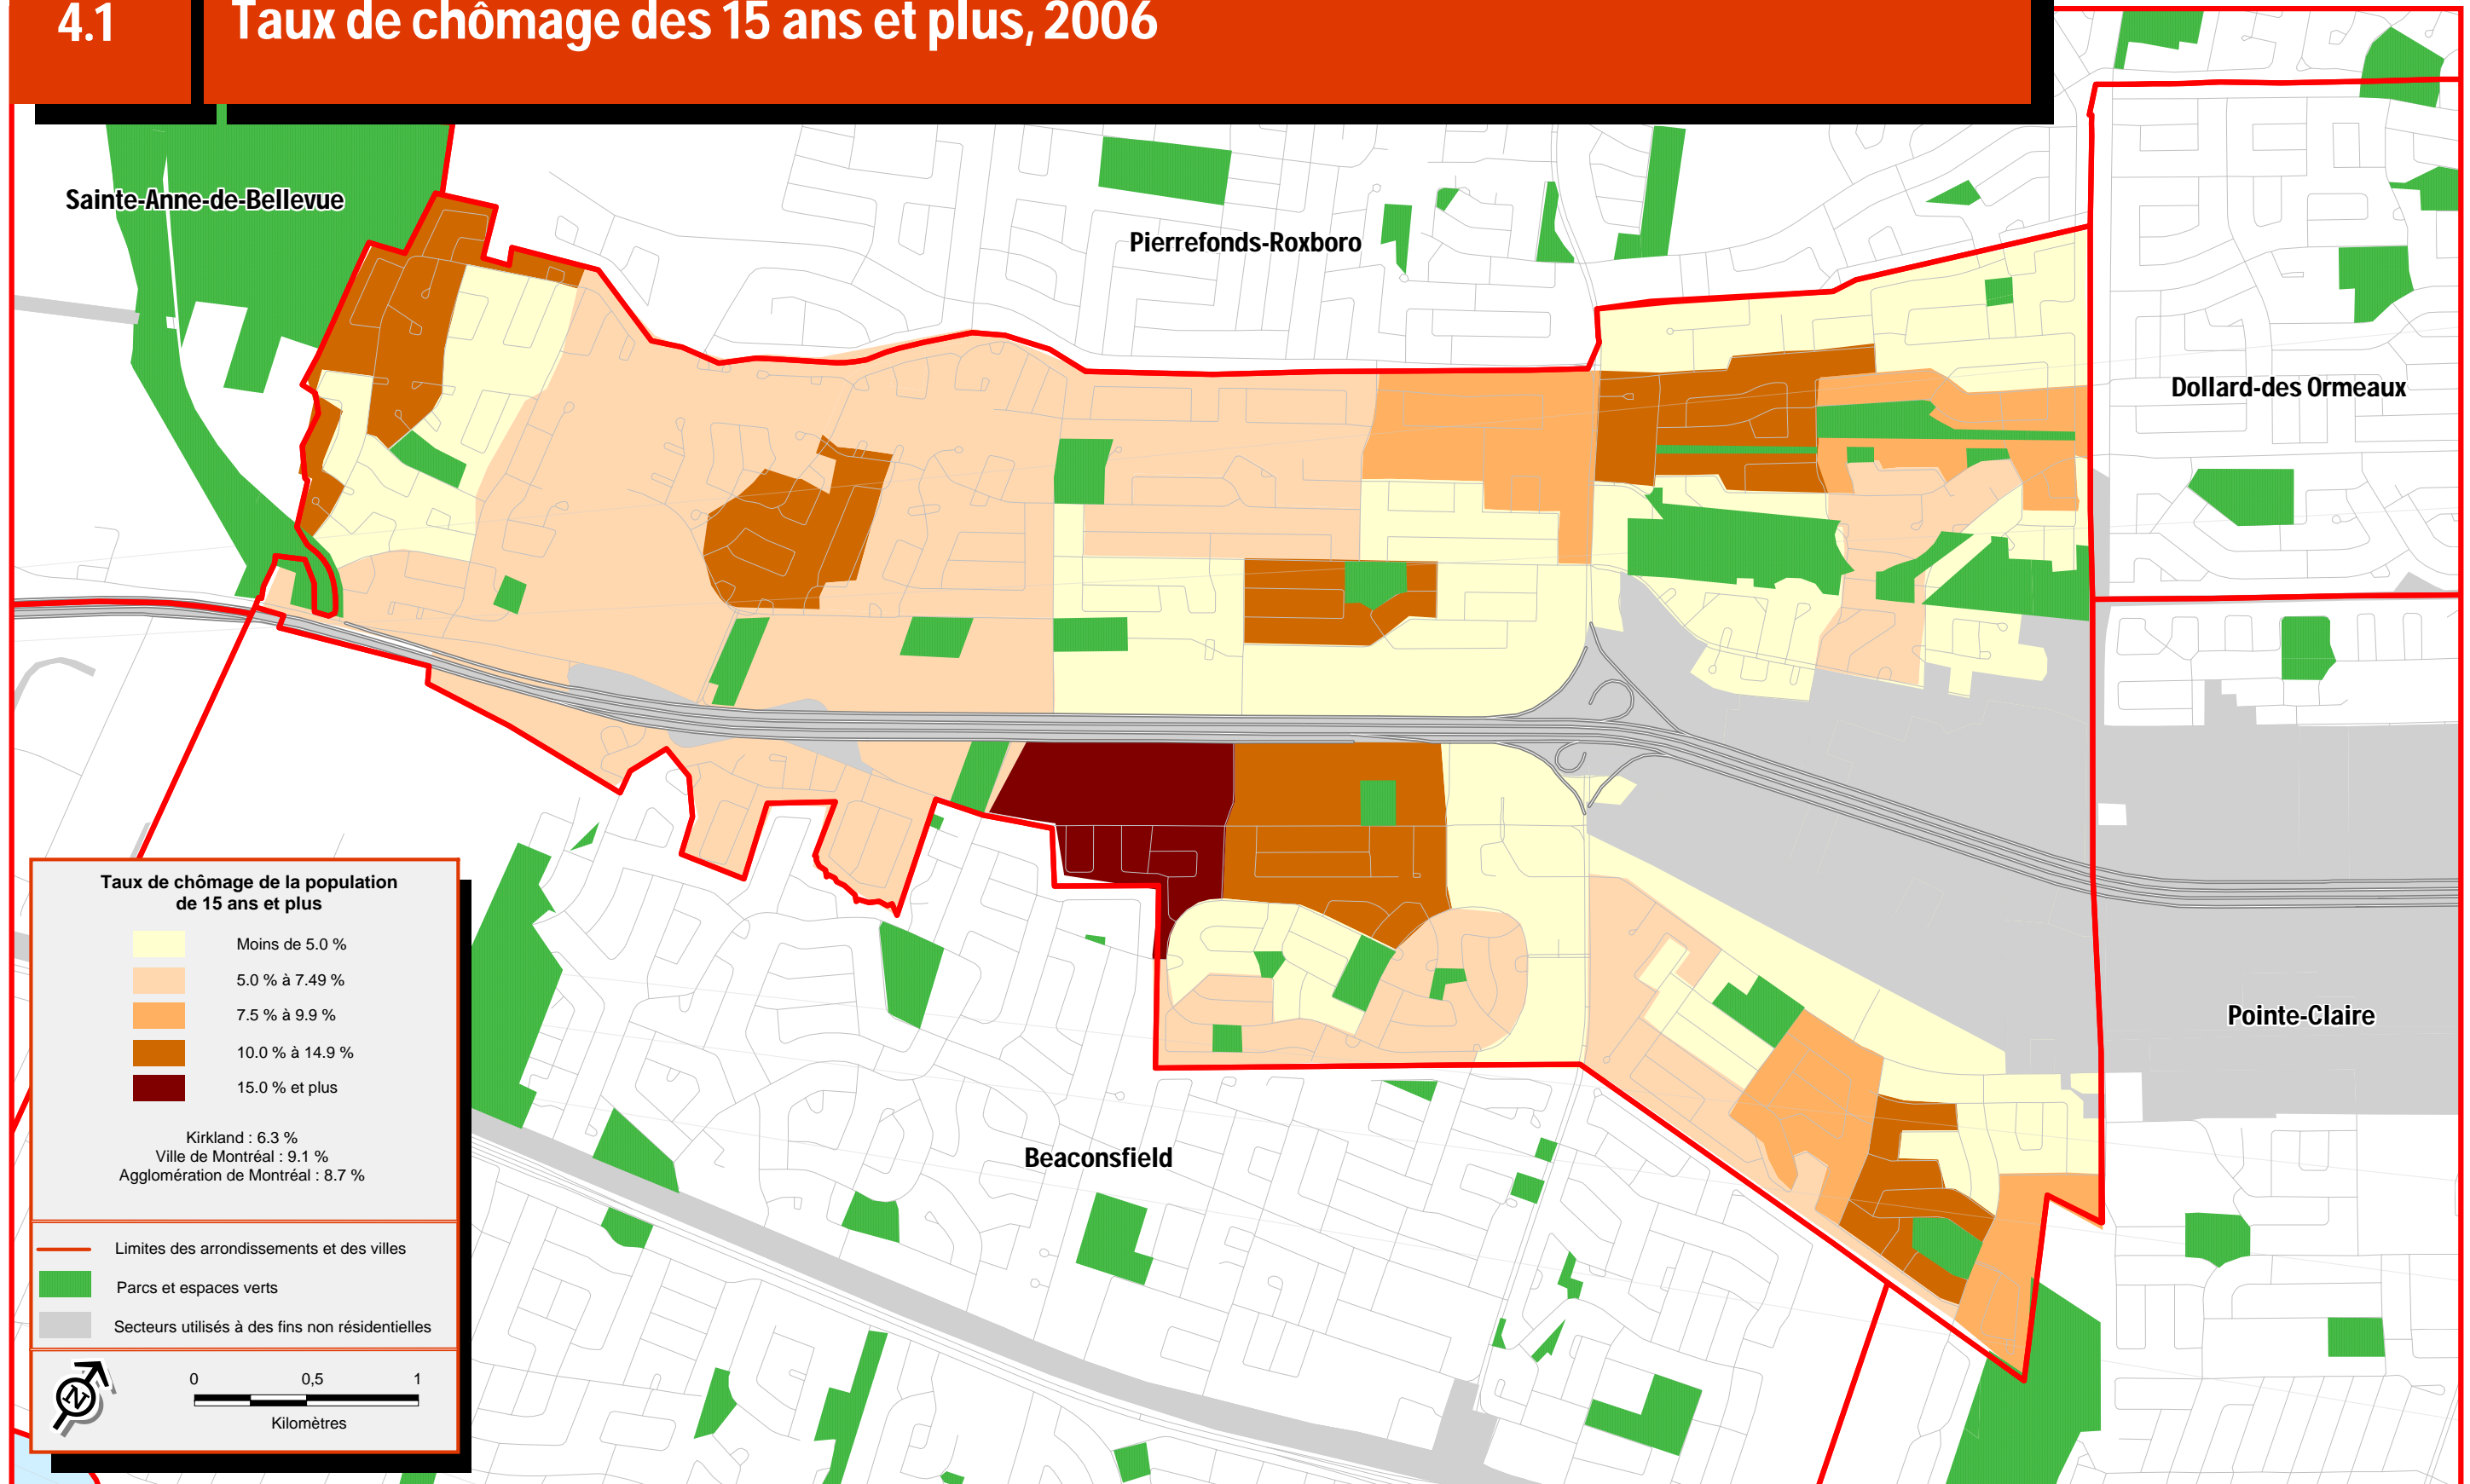 4.1
Taux de chômage des 15 ans et plus, 2006
Sainte-Anne-de-Bellevue
Pierrefonds-Roxboro
Dollard-des Ormeaux
Pointe-Claire
Beaconsfield
Taux de chômage de la population
de 15 ans et plus
Moins de 5.0 %
5.0 % à 7.49 %
7.5 % à 9.9 %
10.0 % à 14.9 %
15.0 % et plus
Kirkland : 6.3 %
Ville de Montréal : 9.1 %
Agglomération de Montréal : 8.7 %
Limites des arrondissements et des villes
Parcs et espaces verts
Secteurs utilisés à des fins non résidentielles
N
0 0,5 1
Kilomètres